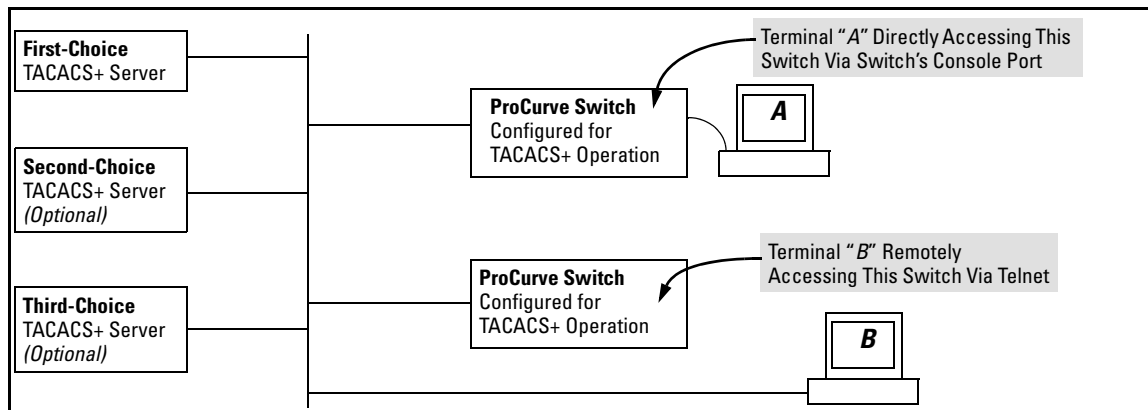 First-Choice
TACACS+ Server
Second-Choice
TACACS+ Server
(Optional)
Third-Choice
TACACS+ Server
(Optional)
ProCurve Switch
Configured for
TACACS+ Operation
Terminal “A” Directly Accessing This
Switch Via Switch’s Console Port
A
ProCurve Switch
Configured for
TACACS+ Operation
Terminal “B” Remotely
Accessing This Switch Via Telnet
B